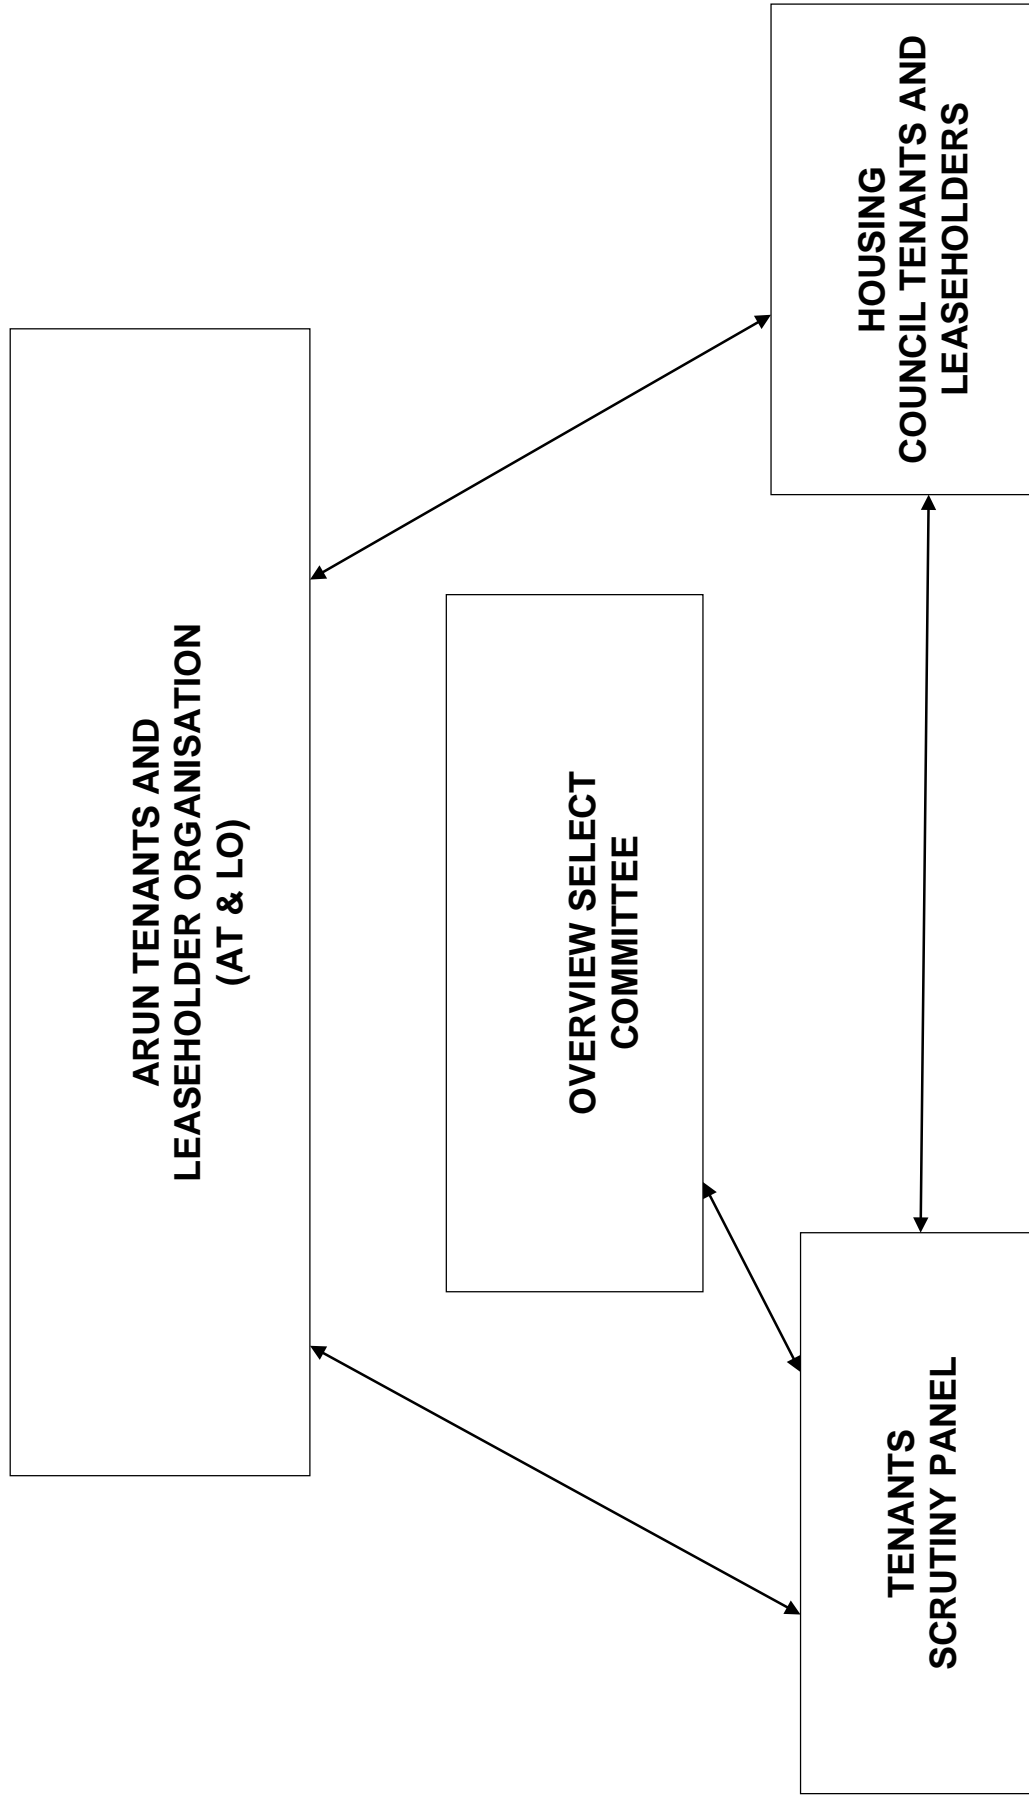 ARUN TENANTS AND
LEASEHOLDER ORGANISATION
(AT & LO)
OVERVIEW SELECT
COMMITTEE
TENANTS
SCRUTINY PANEL
HOUSING
COUNCIL TENANTS AND
LEASEHOLDERS